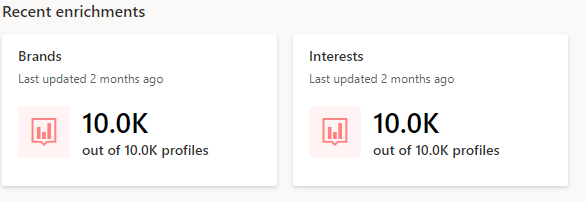 Recent enrichments
Brands
Last updated 2 months ago
10.0K
out of 10.0K profiles
Interests
Last updated 2 months ago
10.0K
out of 10.0K profiles